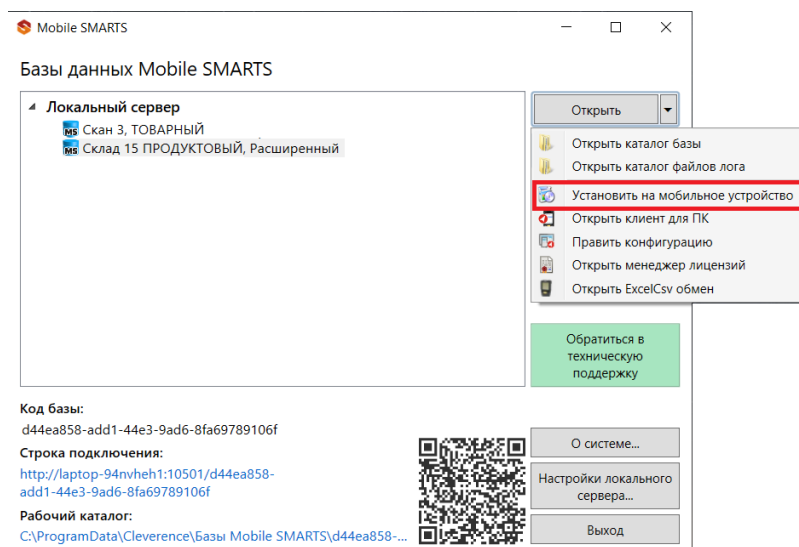 Mobile SMARTS
Базы данных Mobile SMARTS
Локальный сервер
Скан 3, ТОВАРНЫЙ
Склад 15 ПРОДУКТОВЫЙ, Расширенный
Открыть
Открыть каталог базы
Открыть каталог файлов лога
Установить на мобильное устройство
Открыть клиент для ПК
Править конфигурацию
Открыть менеджер лицензий
Открыть ExcelCsv обмен
Обратиться в
техническую
поддержку
Код базы:
d44ea858-add1-44e3-9ad6-8fa69789106f
Строка подключения:
http://laptop-94nvheh1:10501/d44ea858-
add1-44e3-9ad6-8fa69789106f
Рабочий каталог:
C:\ProgramData\Cleverence\Базы Mobile SMARTS\d44ea858-...
О системе...
Настройки локального
сервера...
Выход